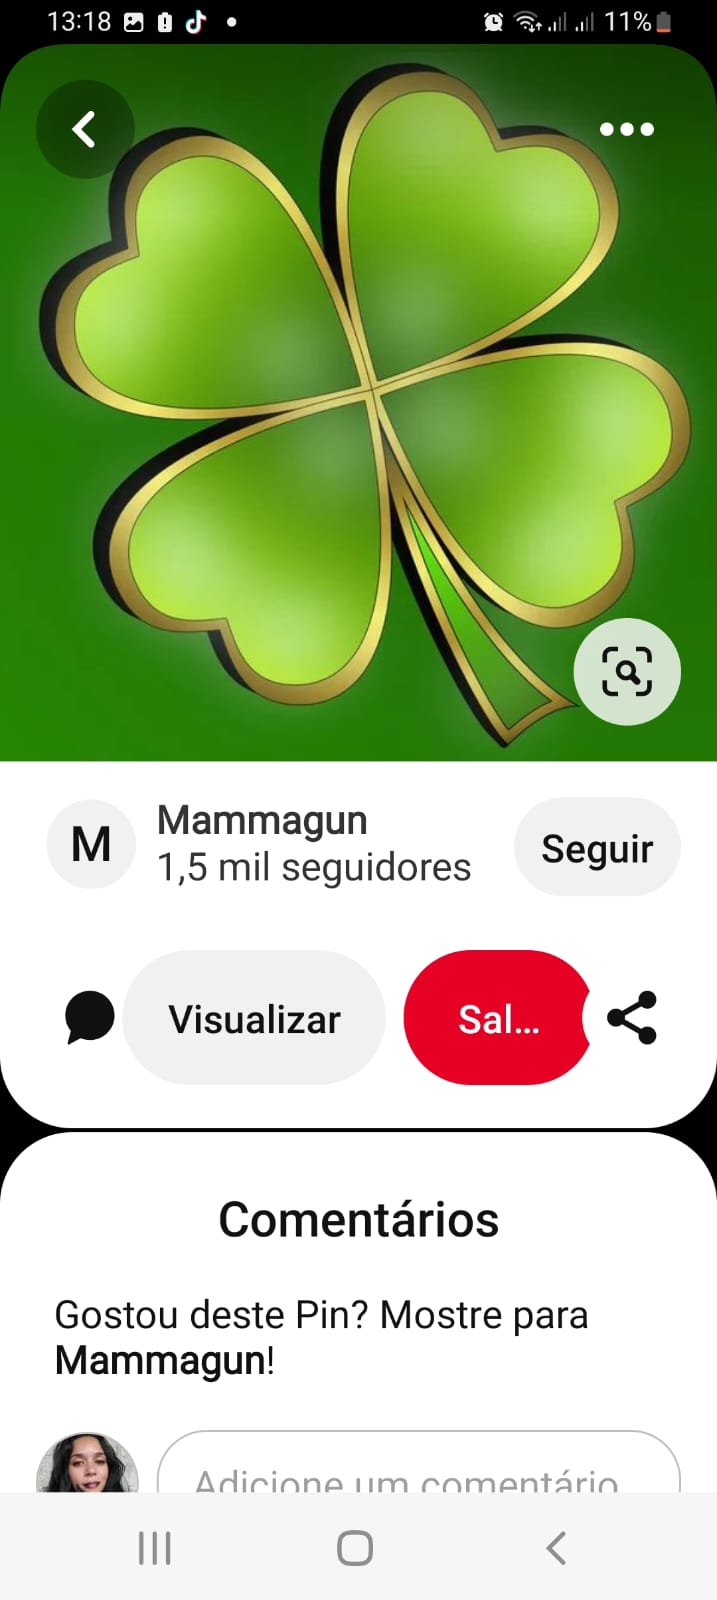 13:18 11%
Mammagun
M
1,5 mil seguidores
Seguir
Visualizar
Sal...
Comentários
Gostou deste Pin? Mostre para
Mammagun!
Adicione um comentário